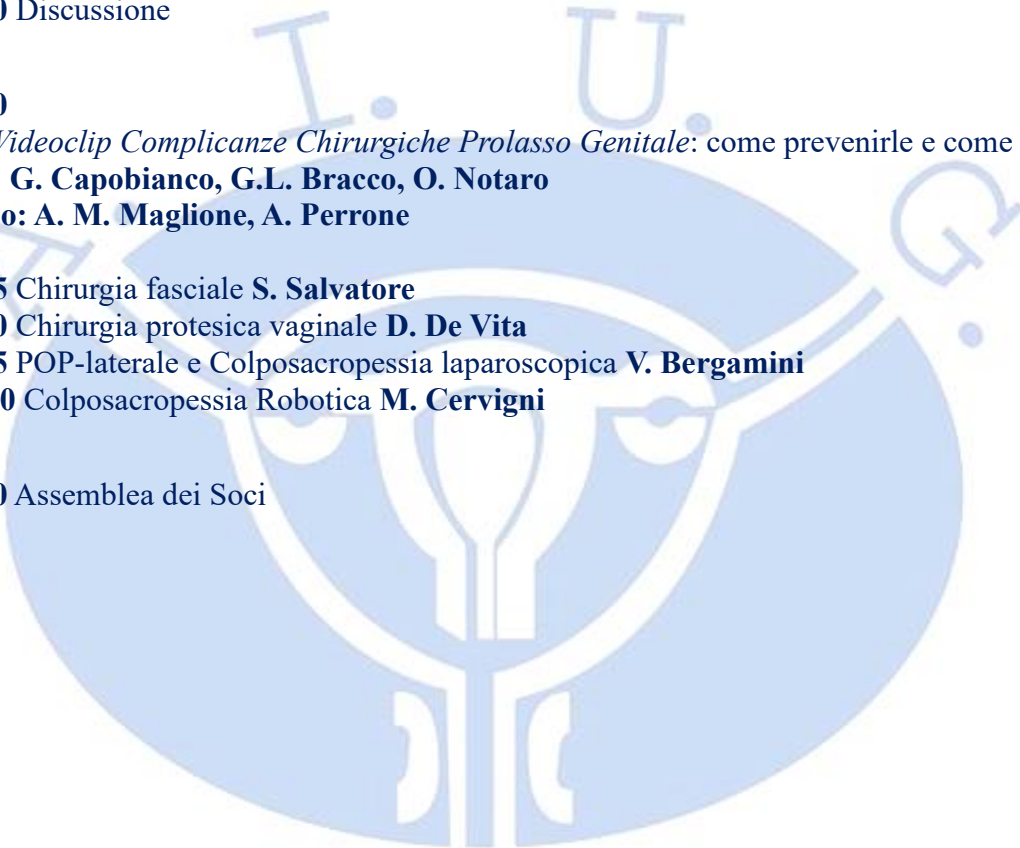 0 Discussione
I. U. G.
0
Videoclip Complicanze Chirurgiche Prolasso Genitale: come prevenirle e come
G. Capobianco, G.L. Bracco, O. Notaro
o: A. M. Maglione, A. Perrone
5 Chirurgia fasciale S. Salvatore
0 Chirurgia protesica vaginale D. De Vita
5 POP-laterale e Colposacropessia laparoscopica V. Bergamini
0 Colposacropessia Robotica M. Cervigni
0 Assemblea dei Soci